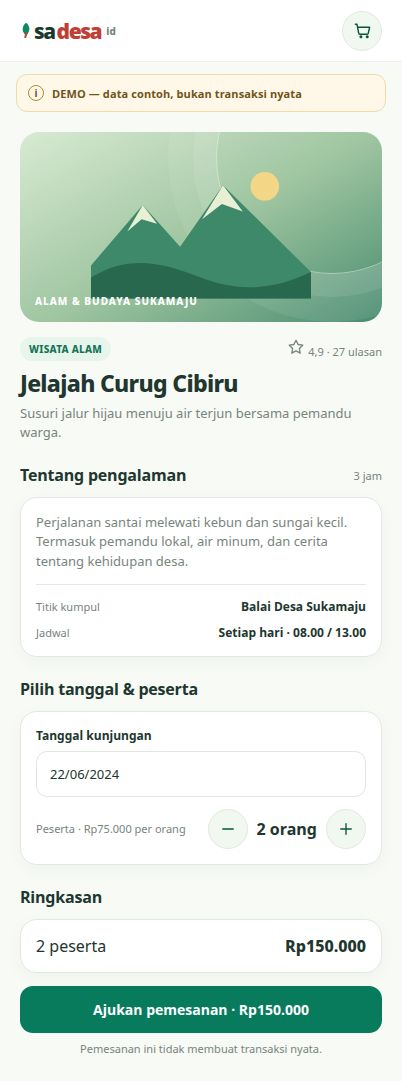 sadesa id
DEMO — data contoh, bukan transaksi nyata
ALAM & BUDAYA SUKAMAJU
WISATA ALAM
4,9 · 27 ulasan
Jelajah Curug Cibiru
Susuri jalur hijau menuju air terjun bersama pemandu
warga.
Tentang pengalaman
3 jam
Perjalanan santai melewati kebun dan sungai kecil.
Termasuk pemandu lokal, air minum, dan cerita
tentang kehidupan desa.
Titik kumpul
Balai Desa Sukamaju
Jadwal
Setiap hari · 08.00 / 13.00
Pilih tanggal & peserta
Tanggal kunjungan
22/06/2024
Peserta · Rp75.000 per orang
− 2 orang +
Ringkasan
2 peserta
Rp150.000
Ajukan pemesanan · Rp150.000
Pemesanan ini tidak membuat transaksi nyata.